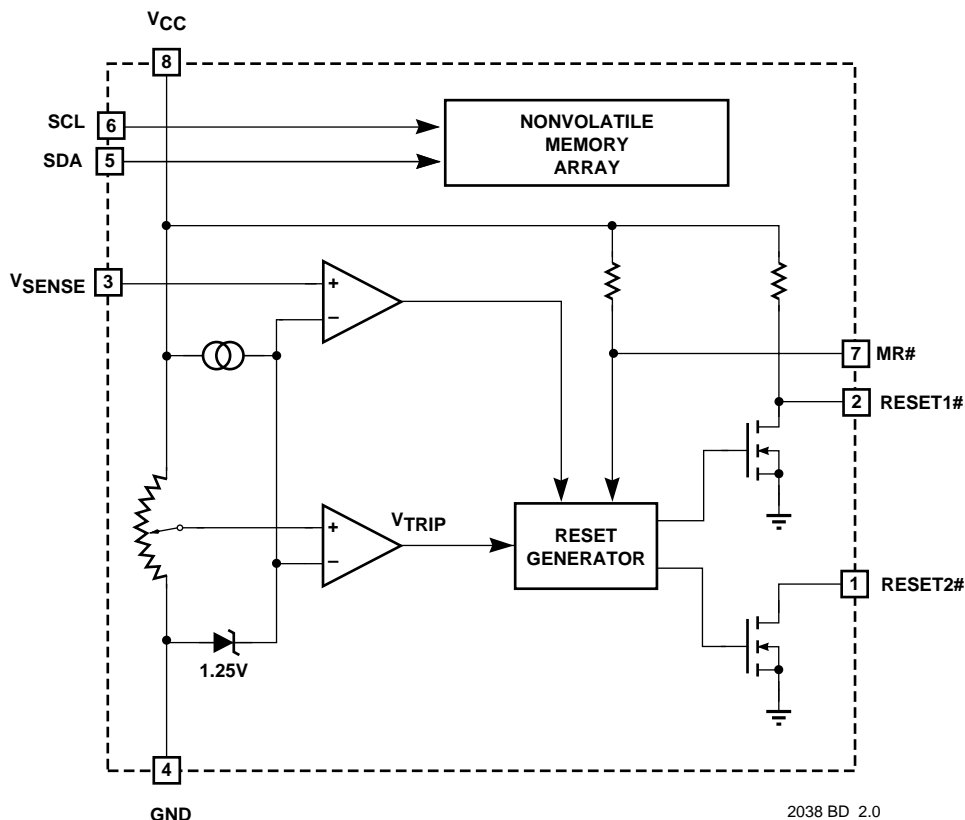 VCC
8
SCL
6
NONVOLATILE
MEMORY
ARRAY
SDA
5
VSENSE
3
+
–
7
MR#
2
RESET1#
VTRIP
+
–
RESET
GENERATOR
1
RESET2#
1.25V
4
GND
2038 BD 2.0